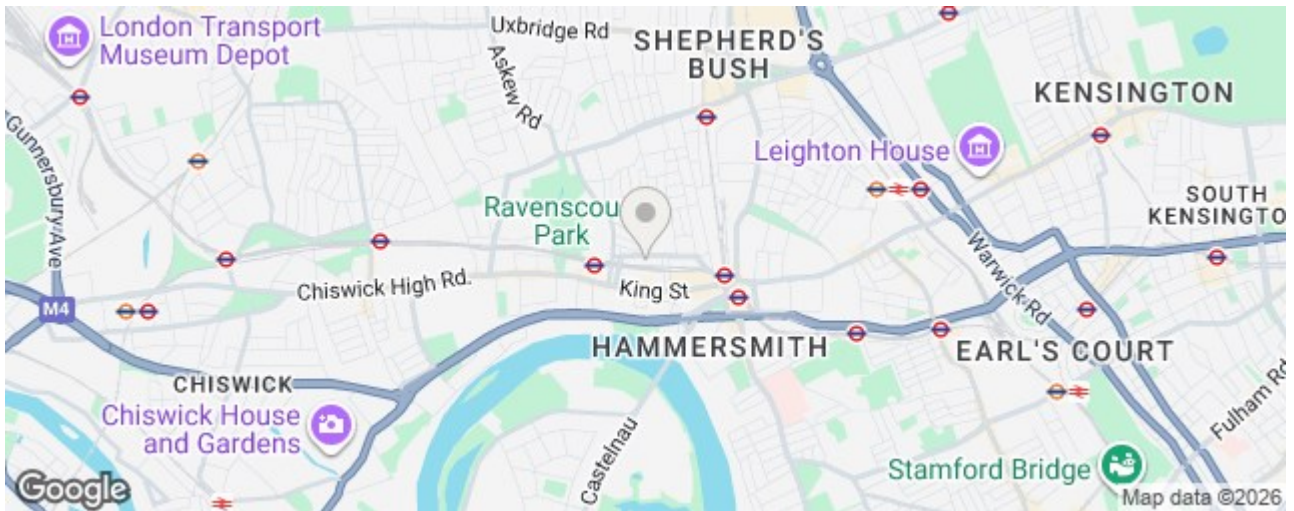 London Transport
Museum Depot
Uxbridge Rd
SHEPHERD'S
BUSH
Askew Rd
KENSINGTON
Gunnersbury Ave
Leighton House
Ravenscou
Park
SOUTH
KENSINGTO
Warwick Rd
Chiswick High Rd.
King St
M4
HAMMERSMITH
EARL'S COURT
CHISWICK
Chiswick House
and Gardens
Castelnau
Fulham Rd
Stamford Bridge
Google
Map data ©2026